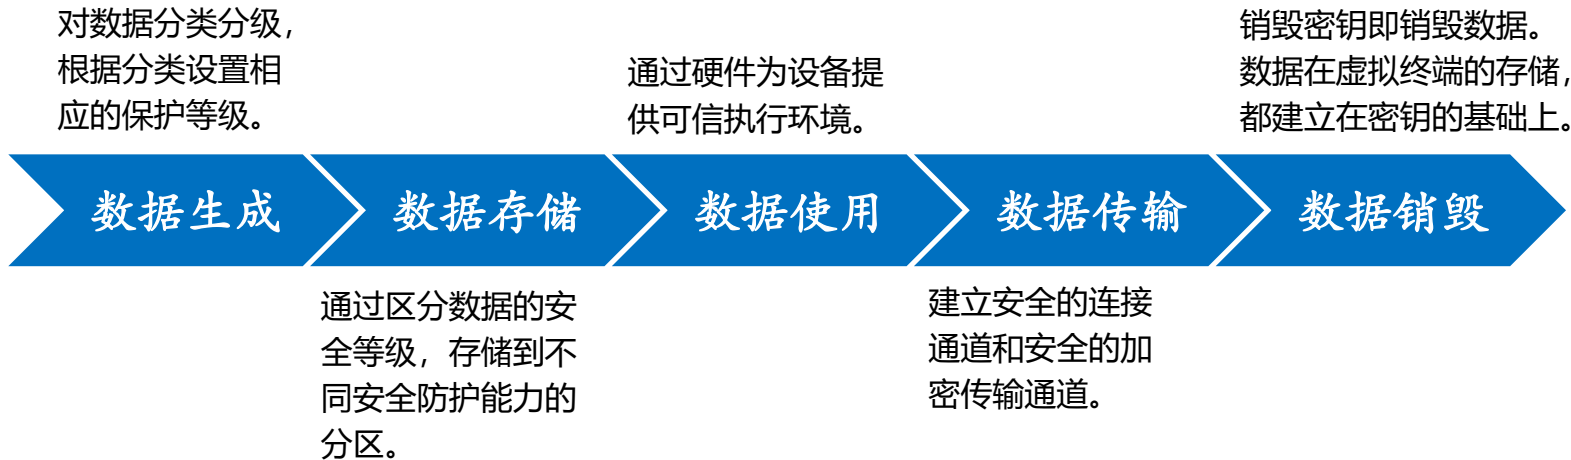 对数据分类分级，
根据分类设置相
应的保护等级。
通过硬件为设备提
供可信执行环境。
销毁密钥即销毁数据。
数据在虚拟终端的存储，
都建立在密钥的基础上。
数据生成
数据存储
数据使用
数据传输
数据销毁
通过区分数据的安
全等级，存储到不
同安全防护能力的
分区。
建立安全的连接
通道和安全的加
密传输通道。